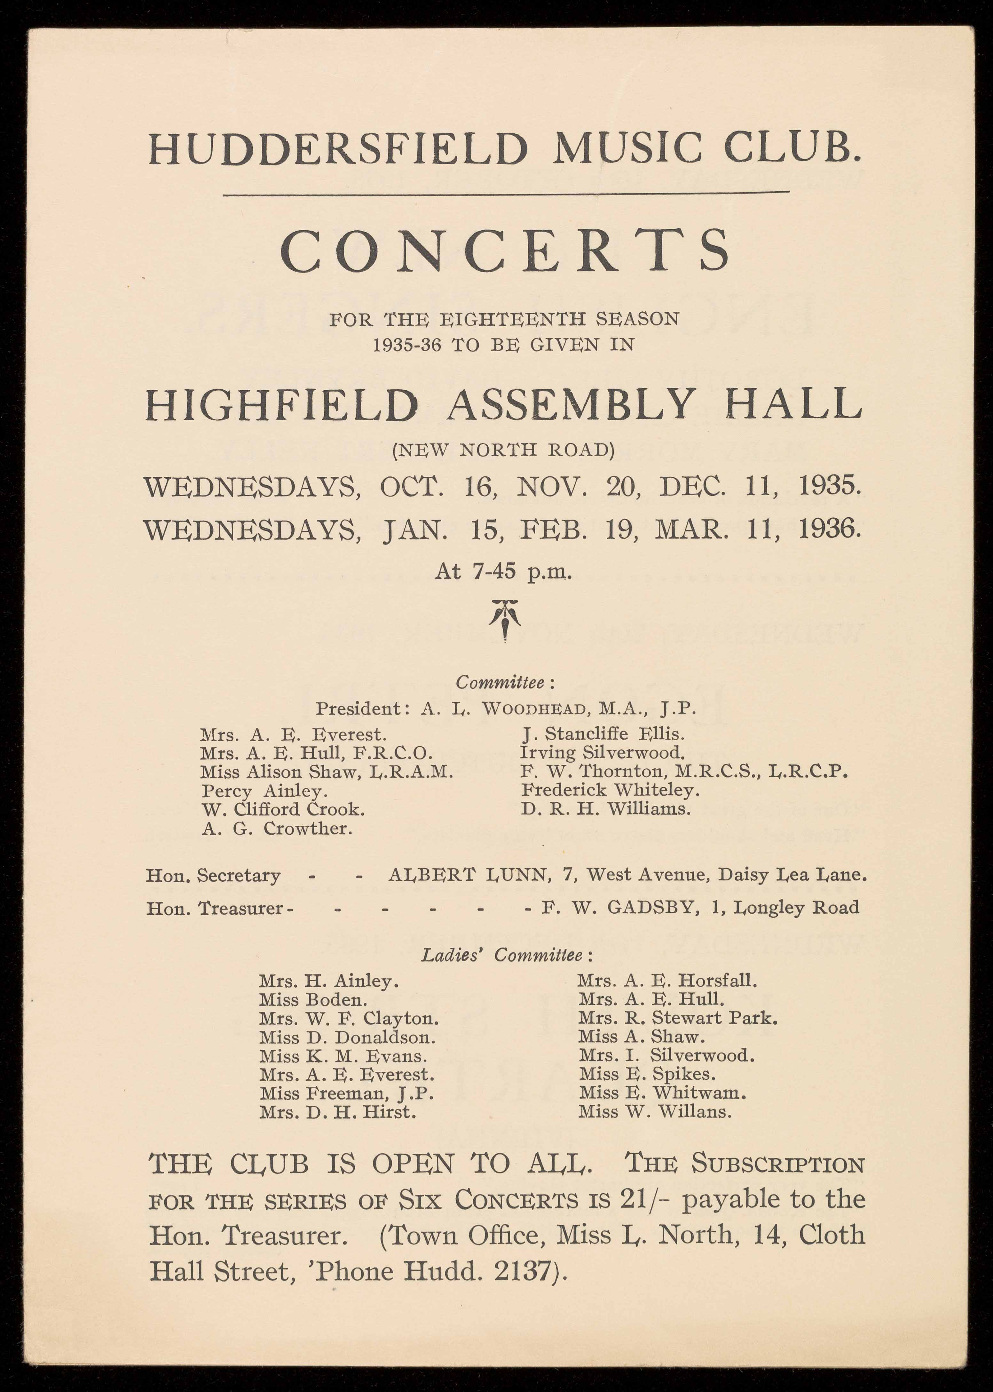 HUDDERSFIELD MUSIC CLUB.
CONCERTS
FOR THE EIGHTEENTH SEASON
1935-36 TO BE GIVEN IN
HIGHFIELD ASSEMBLY HALL
(NEW NORTH ROAD)
WEDNESDAYS, OCT. 16, NOV. 20, DEC. 11, 1935.
WEDNESDAYS, JAN. 15, FEB. 19, MAR. 11, 1936.
At 7-45 p.m.
Committee :
President: A. L. WOODHEAD, M.A., J.P.
Mrs. A. E. Everest.
Mrs. A. E. Hull, F.R.C.O.
Miss Alison Shaw, L.R.A.M.
Percy Ainley.
W. Clifford Crook.
A. G. Crowther.
J. Stancliffe Ellis.
Irving Silverwood.
F. W. Thornton, M.R.C.S., L.R.C.P.
Frederick Whiteley.
D. R. H. Williams.
Hon. Secretary - - ALBERT LUNN, 7, West Avenue, Daisy Lea Lane.
Hon. Treasurer - - - - - - F. W. GADSBY, 1, Longley Road
Ladies' Committee :
Mrs. H. Ainley.
Miss Boden.
Mrs. W. F. Clayton.
Miss D. Donaldson.
Miss K. M. Evans.
Mrs. A. E. Everest.
Miss Freeman, J.P.
Mrs. D. H. Hirst.
Mrs. A. E. Horsfall.
Mrs. A. E. Hull.
Mrs. R. Stewart Park.
Miss A. Shaw.
Mrs. I. Silverwood.
Miss E. Spikes.
Miss E. Whitwam.
Miss W. Willans.
THE CLUB IS OPEN TO ALL. THE SUBSCRIPTION
FOR THE SERIES OF SIX CONCERTS IS 21/- payable to the
Hon. Treasurer. (Town Office, Miss L. North, 14, Cloth
Hall Street, 'Phone Hudd. 2137).